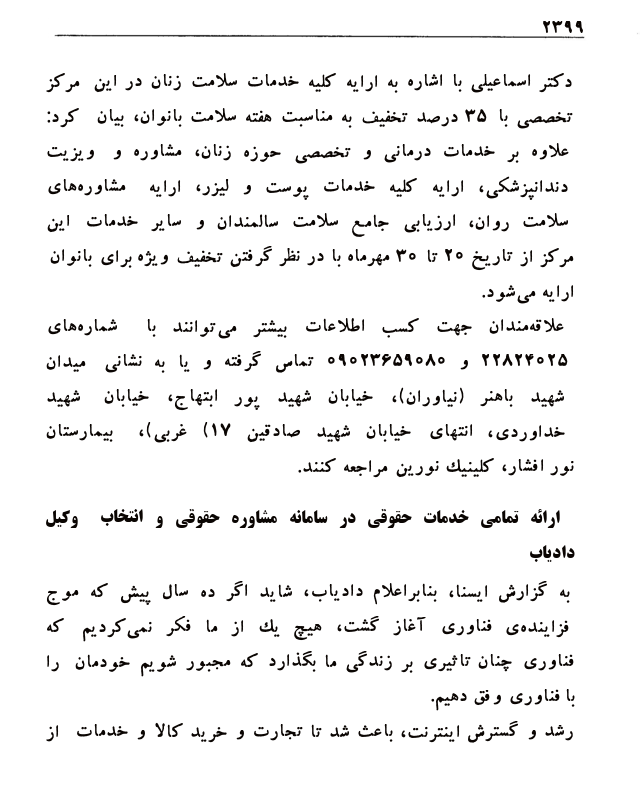 ۲۳۹۹
دکتر اسماعیلی با اشاره به ارایه کلیه خدمات سلامت زنان در این مرکز
تخصصی با ۳۵ درصد تخفیف به مناسبت هفته سلامت بانوان، بیان کرد:
علاوه بر خدمات درمانی و تخصصی حوزه زنان، مشاوره و ویزیت
دندانپزشکی، ارایه کلیه خدمات پوست و لیزر، ارایه مشاوره‌های
سلامت روان، ارزیابی جامع سلامت سالمندان و سایر خدمات این
مرکز از تاریخ ۲۰ تا ۳۰ مهرماه با در نظر گرفتن تخفیف ویژه برای بانوان
ارایه می‌شود.
علاقه‌مندان جهت کسب اطلاعات بیشتر می‌توانند با شماره‌های
۲۲۸۲۴۰۲۵ و ۰۹۰۲۳۶۵۹۰۸۰ تماس گرفته و یا به نشانی میدان
شهید باهنر (نیاوران)، خیابان شهید پور ابتهاج، خیابان شهید
خداوردی، انتهای خیابان شهید صادقین ۱۷) غربی)، بیمارستان
نور افشار، کلینیک نورین مراجعه کنند.
ارائه تمامی خدمات حقوقی در سامانه مشاوره حقوقی و انتخاب وکیل
دادیاب
به گزارش ایسنا، بنابراعلام دادیاب، شاید اگر ده سال پیش که موج
فزاینده‌ی فناوری آغاز گشت، هیچ یک از ما فکر نمی‌کردیم که
فناوری چنان تاثیری بر زندگی ما بگذارد که مجبور شویم خودمان را
با فناوری وفق دهیم.
رشد و گسترش اینترنت، باعث شد تا تجارت و خرید کالا و خدمات از